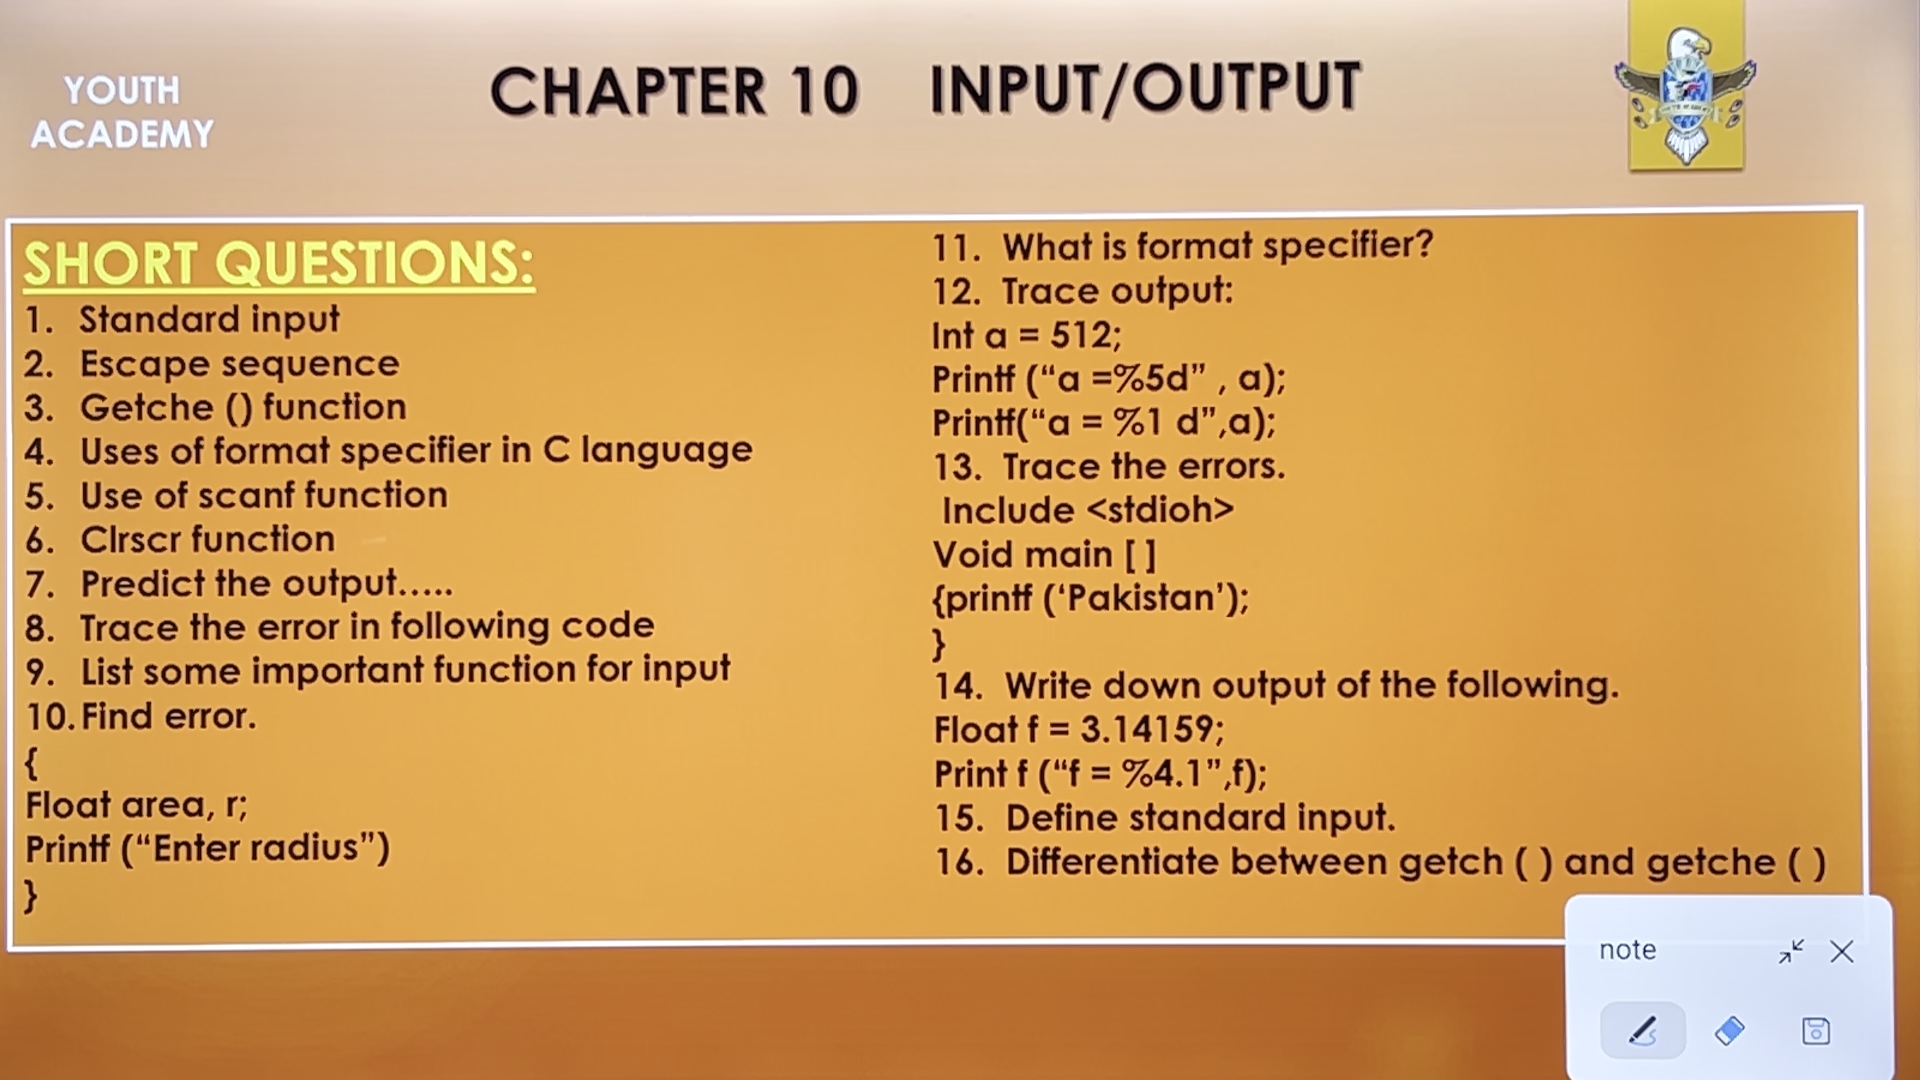 YOUTH
ACADEMY
CHAPTER 10 INPUT/OUTPUT
SHORT QUESTIONS:
1. Standard input
2. Escape sequence
3. Getche () function
4. Uses of format specifier in C language
5. Use of scanf function
6. Clrscr function
7. Predict the output.....
8. Trace the error in following code
9. List some important function for input
10. Find error.
{
Float area, r;
Printf (“Enter radius”)
}
11. What is format specifier?
12. Trace output:
Int a = 512;
Printf (“a =%5d” , a);
Printf(“a = %1 d”,a);
13. Trace the errors.
Include <stdioh>
Void main [ ]
{printf (‘Pakistan’);
}
14. Write down output of the following.
Float f = 3.14159;
Print f (“f = %4.1”,f);
15. Define standard input.
16. Differentiate between getch ( ) and getche ( )
note